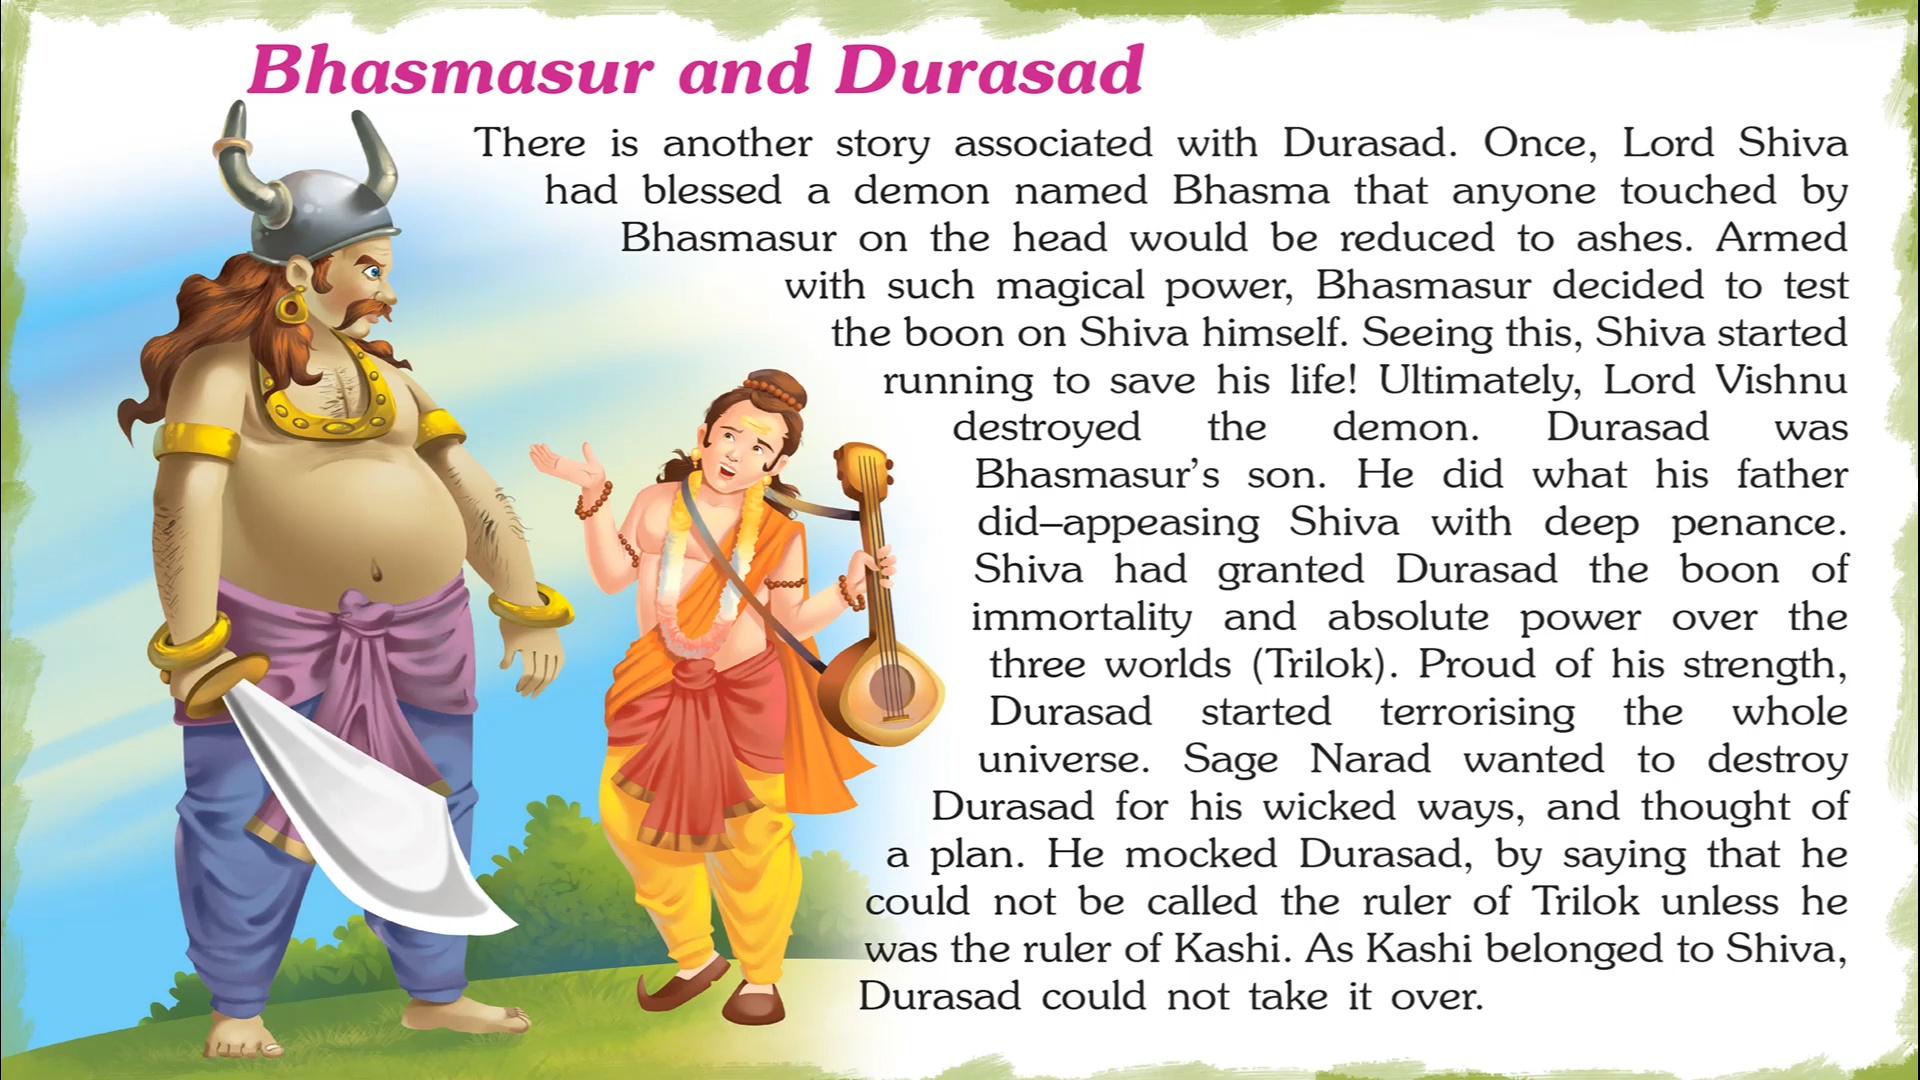 Bhasmasur and Durasad
There is another story associated with Durasad. Once, Lord Shiva
had blessed a demon named Bhasma that anyone touched by
Bhasmasur on the head would be reduced to ashes. Armed
with such magical power, Bhasmasur decided to test
the boon on Shiva himself. Seeing this, Shiva started
running to save his life! Ultimately, Lord Vishnu
destroyed the demon. Durasad was
Bhasmasur’s son. He did what his father
did–appeasing Shiva with deep penance.
Shiva had granted Durasad the boon of
immortality and absolute power over the
three worlds (Trilok). Proud of his strength,
Durasad started terrorising the whole
universe. Sage Narad wanted to destroy
Durasad for his wicked ways, and thought of
a plan. He mocked Durasad, by saying that he
could not be called the ruler of Trilok unless he
was the ruler of Kashi. As Kashi belonged to Shiva,
Durasad could not take it over.